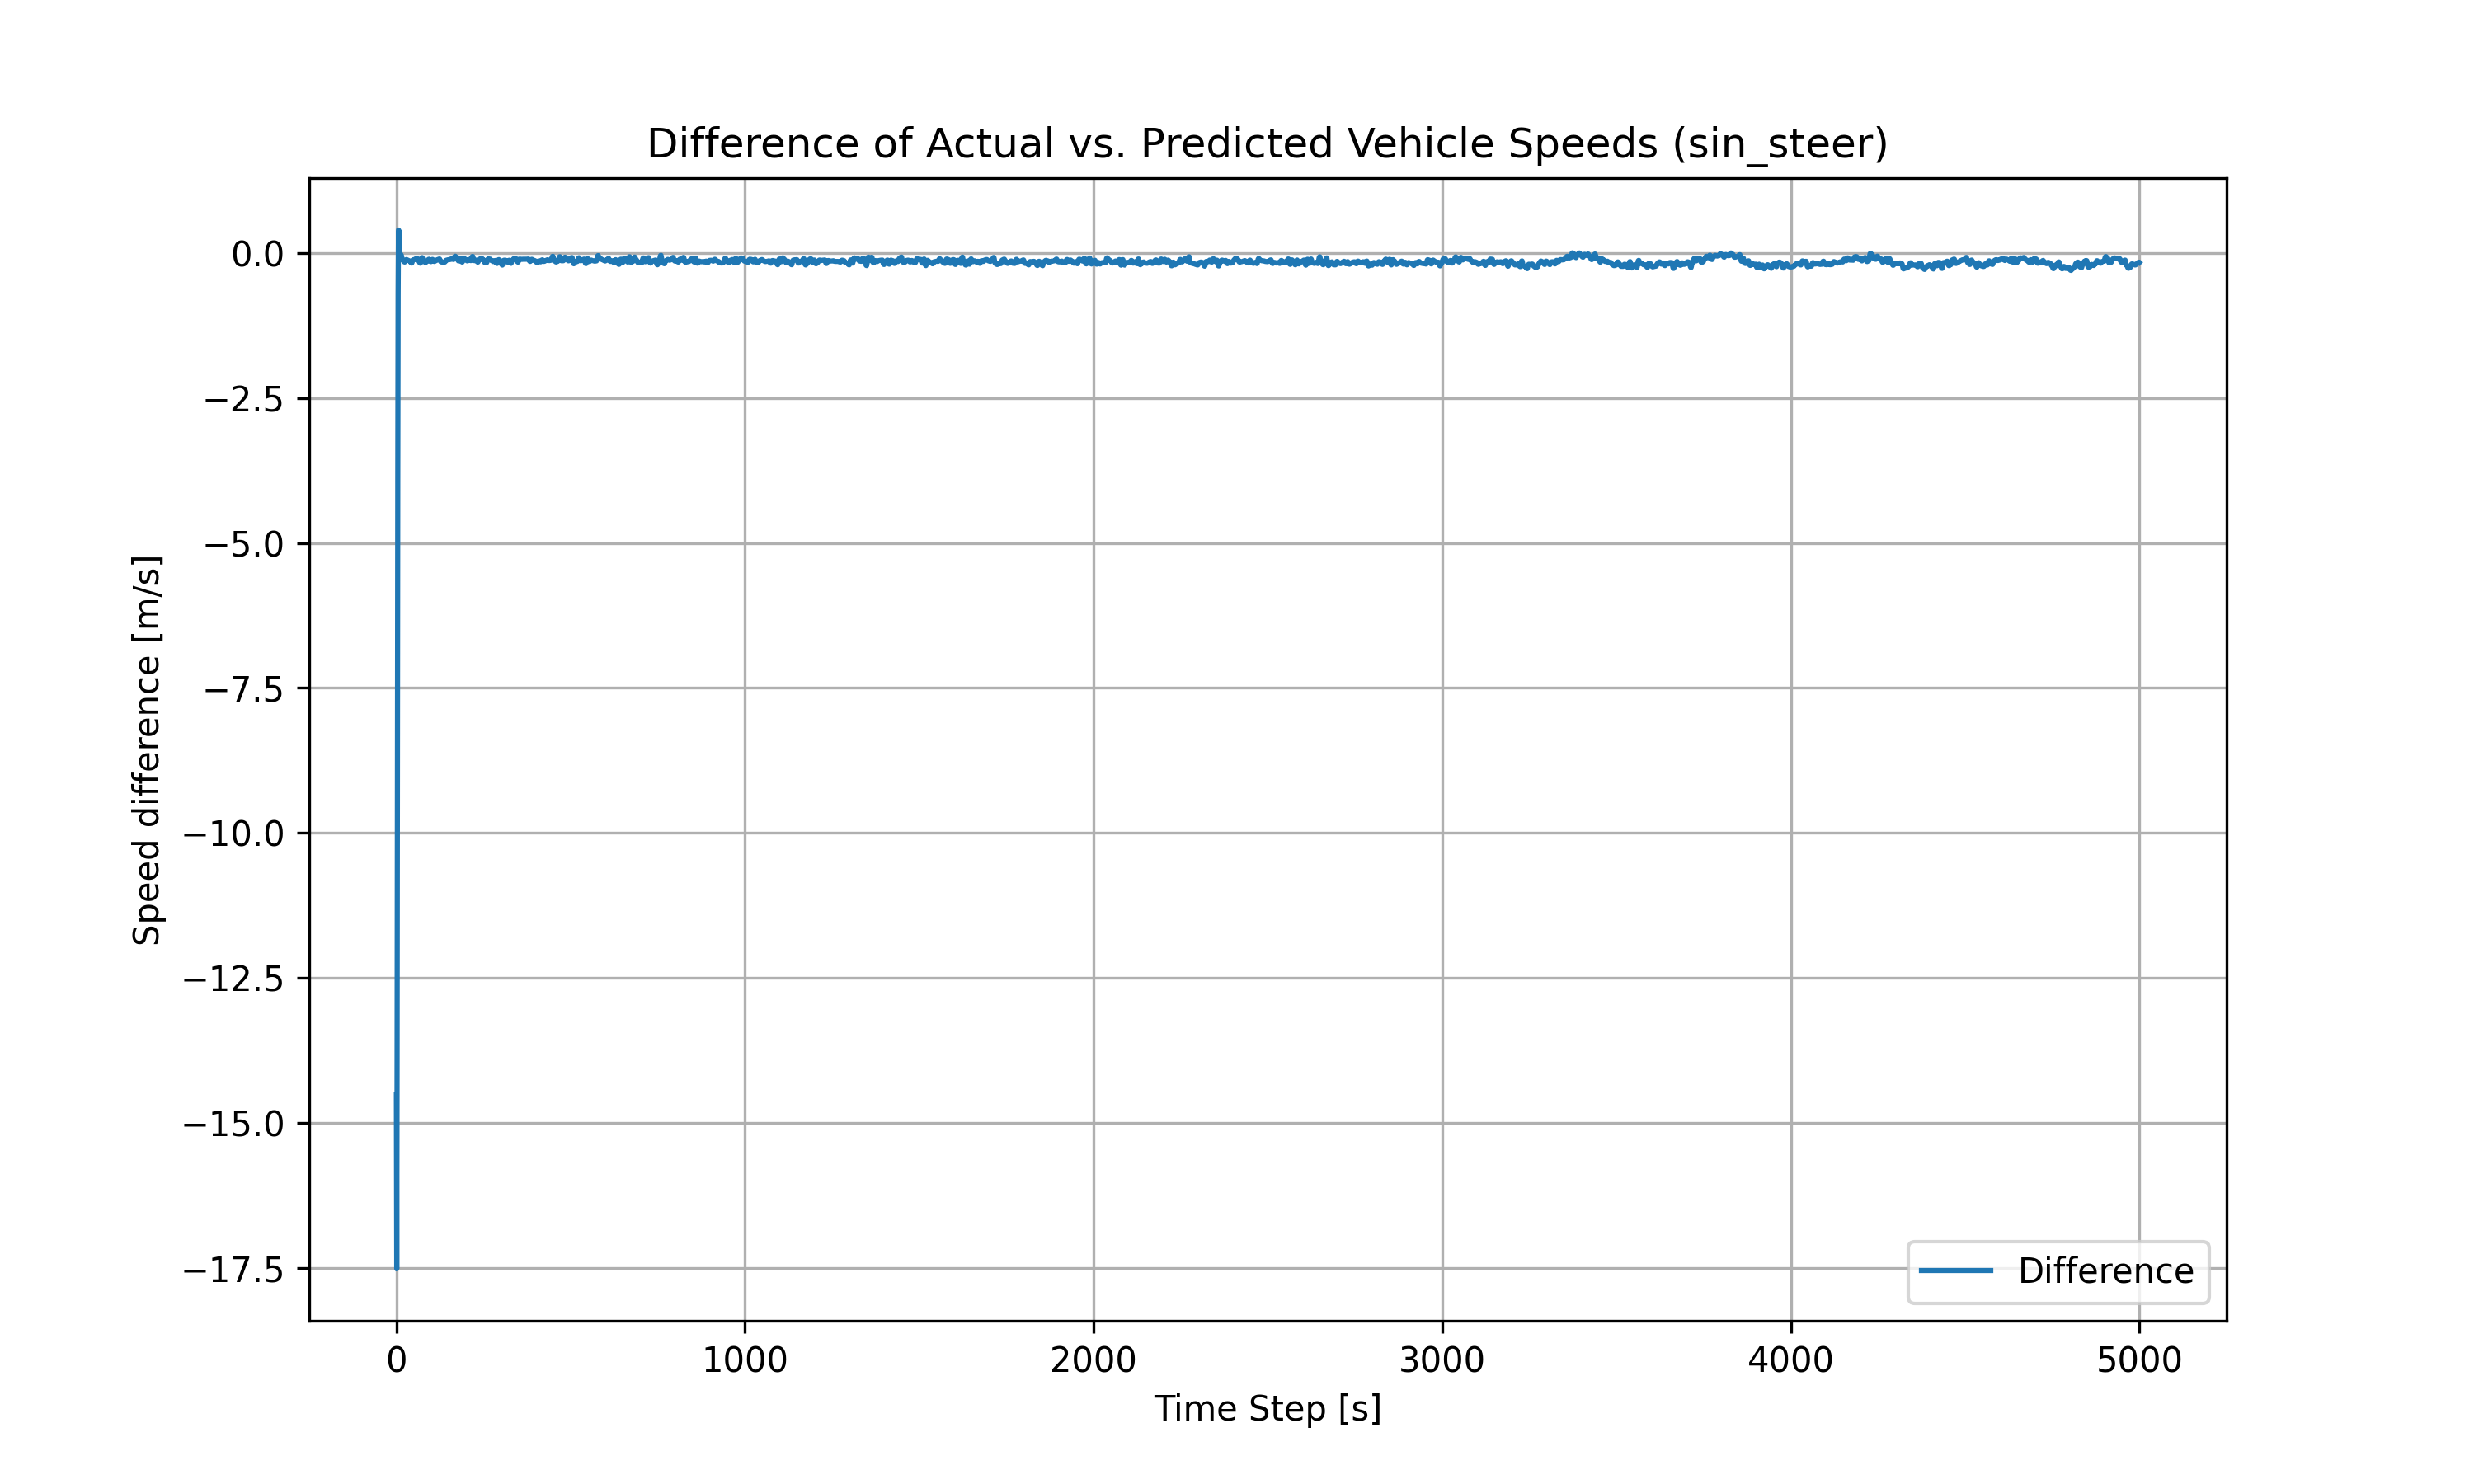 Difference of Actual vs. Predicted Vehicle Speeds (sin_steer)
0.0
−2.5
−5.0
−7.5
−10.0
−12.5
−15.0
−17.5
Speed difference [m/s]
Difference
0 1000 2000 3000 4000 5000
Time Step [s]